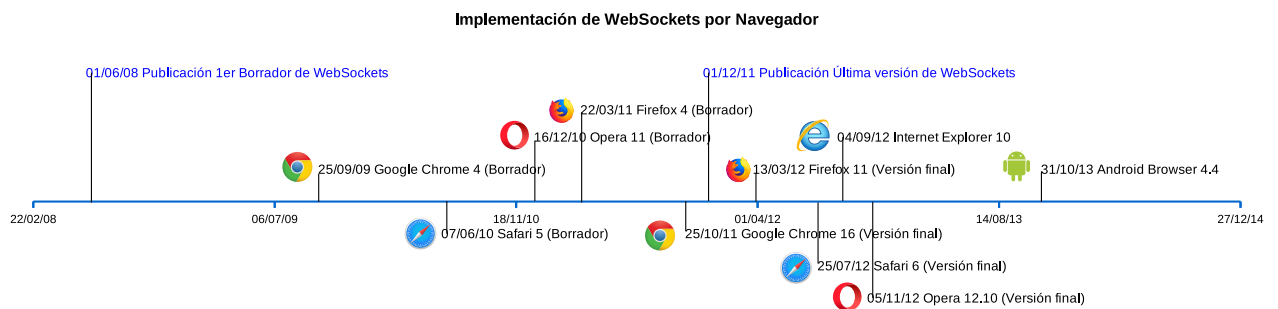 Implementación de WebSockets por Navegador
01/06/08 Publicación 1er Borrador de WebSockets
01/12/11 Publicación Última versión de WebSockets
22/03/11 Firefox 4 (Borrador)
16/12/10 Opera 11 (Borrador)
04/09/12 Internet Explorer 10
25/09/09 Google Chrome 4 (Borrador)
13/03/12 Firefox 11 (Versión final)
31/10/13 Android Browser 4.4
22/02/08
06/07/09
18/11/10
01/04/12
14/08/13
27/12/14
07/06/10 Safari 5 (Borrador)
25/10/11 Google Chrome 16 (Versión final)
25/07/12 Safari 6 (Versión final)
05/11/12 Opera 12.10 (Versión final)